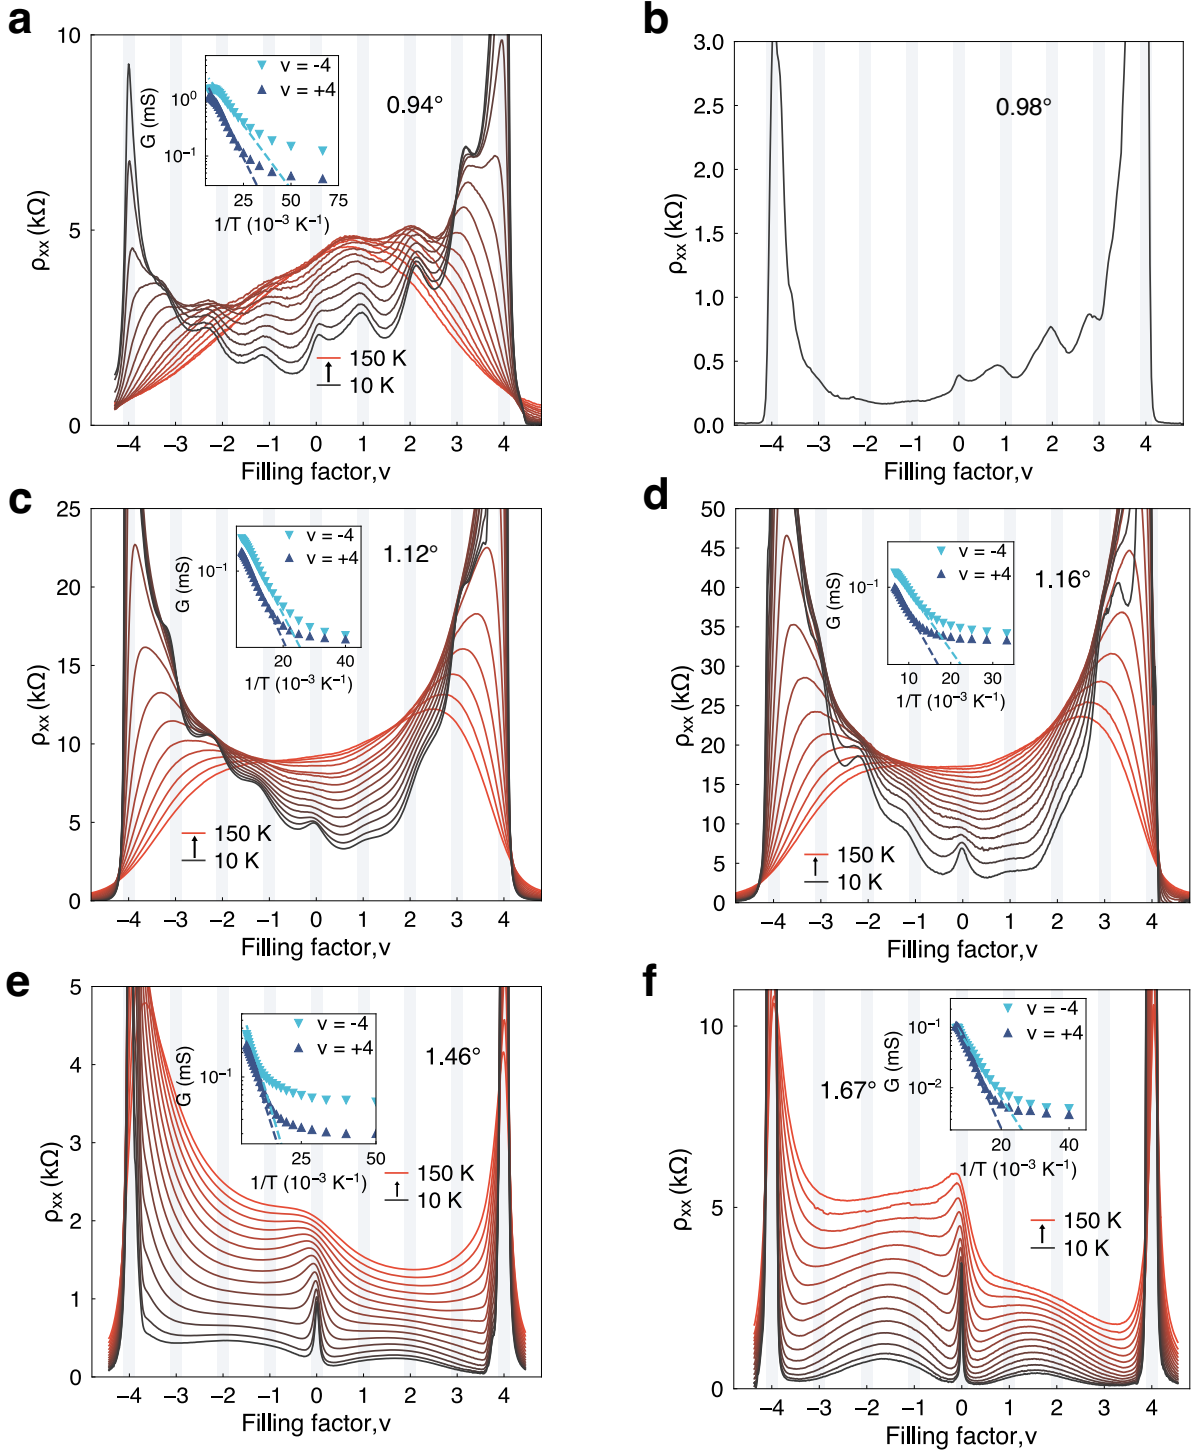 a
10
5
0
ρxx (kΩ)
−4 −3 −2 −1 0 1 2 3 4
Filling factor, ν
0.94°
150 K
10 K
G (mS)
10⁰
10⁻¹
25 50 75
1/T (10⁻³ K⁻¹)
v = -4
v = +4
b
3.0
2.5
2.0
1.5
1.0
0.5
0.0
ρxx (kΩ)
−4 −3 −2 −1 0 1 2 3 4
Filling factor, ν
0.98°
c
25
20
15
10
5
0
ρxx (kΩ)
−4 −3 −2 −1 0 1 2 3 4
Filling factor, ν
1.12°
150 K
10 K
G (mS)
10⁻¹
20 40
1/T (10⁻³ K⁻¹)
v = -4
v = +4
d
50
45
40
35
30
25
20
15
10
5
0
ρxx (kΩ)
−4 −3 −2 −1 0 1 2 3 4
Filling factor, ν
1.16°
150 K
10 K
G (mS)
10⁻¹
10 20 30
1/T (10⁻³ K⁻¹)
v = -4
v = +4
e
5
4
3
2
1
0
ρxx (kΩ)
−4 −3 −2 −1 0 1 2 3 4
Filling factor, ν
1.46°
150 K
10 K
G (mS)
10⁻¹
25 50
1/T (10⁻³ K⁻¹)
v = -4
v = +4
f
10
5
0
ρxx (kΩ)
−4 −3 −2 −1 0 1 2 3 4
Filling factor, ν
1.67°
150 K
10 K
G (mS)
10⁻¹
10⁻²
20 40
1/T (10⁻³ K⁻¹)
v = -4
v = +4